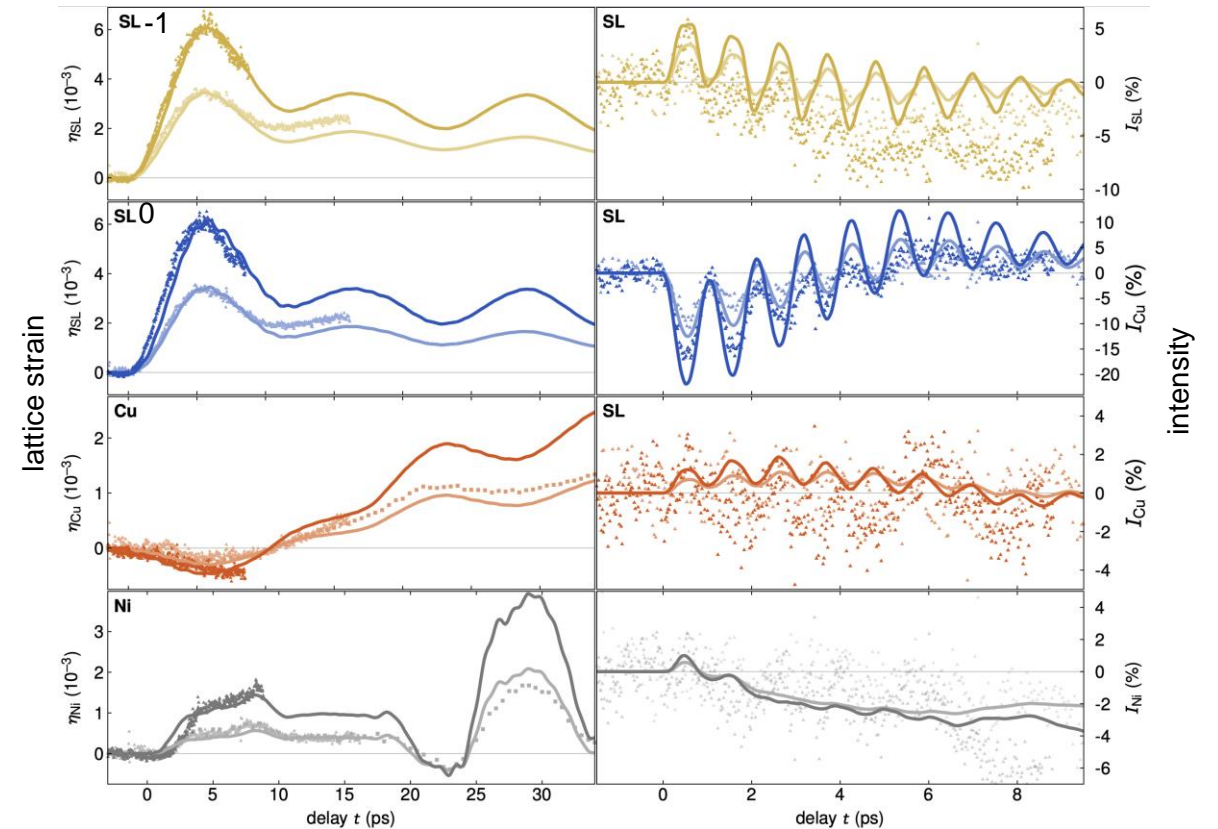 SL -1
SL
6
4
2
0
η_SL (10⁻³)
5
0
-5
-10
I_SL (%)
SL 0
SL
6
4
2
0
η_SL (10⁻³)
10
5
0
-5
-10
-15
-20
I_Cu (%)
lattice strain
intensity
Cu
SL
2
1
0
η_Cu (10⁻³)
4
2
0
-2
-4
I_Cu (%)
Ni
3
2
1
0
η_Ni (10⁻³)
4
2
0
-2
-4
-6
I_Ni (%)
0 5 10 15 20 25 30
0 2 4 6 8
delay t (ps)
delay t (ps)